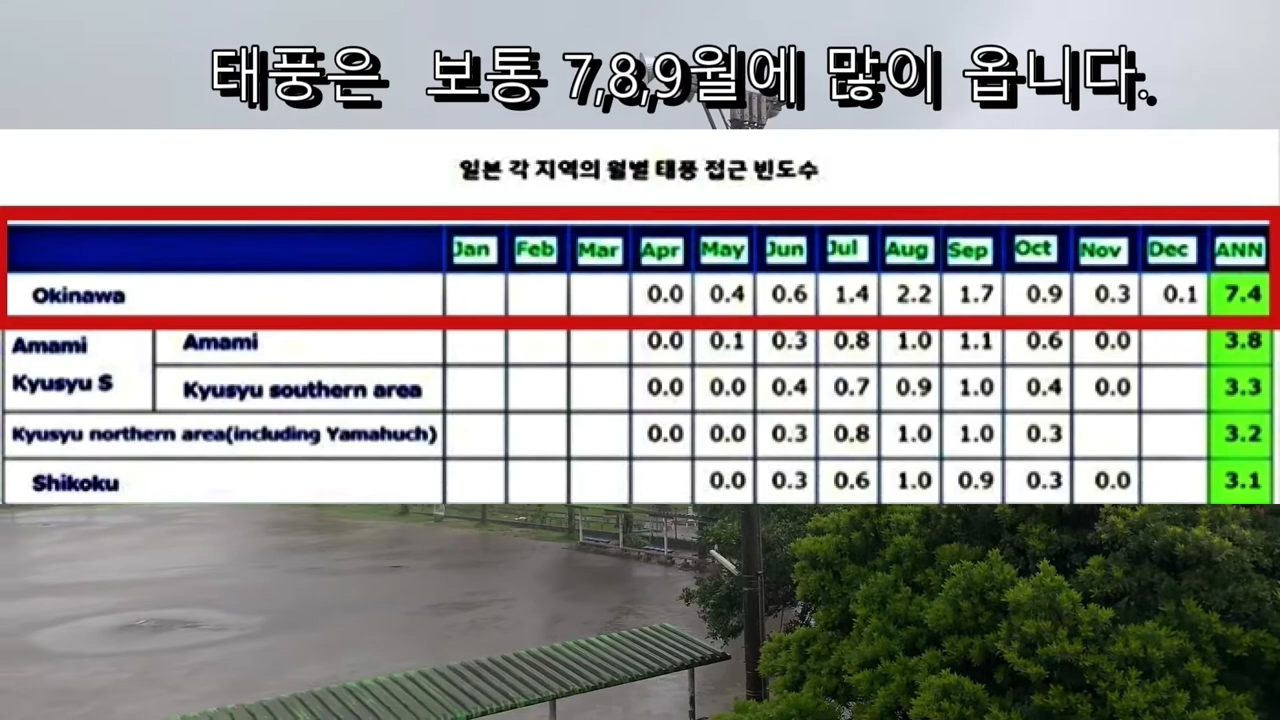 태풍은 보통 7,8,9월에 많이 옵니다.
일본 각 지역의 월별 태풍 접근 빈도수
Jan Feb Mar Apr May Jun Jul Aug Sep Oct Nov Dec ANN
Okinawa 0.0 0.4 0.6 1.4 2.2 1.7 0.9 0.3 0.1 7.4
Amami Kyusyu S Amami 0.0 0.1 0.3 0.8 1.0 1.1 0.6 0.0 3.8
Kyusyu southern area 0.0 0.0 0.4 0.7 0.9 1.0 0.4 0.0 3.3
Kyusyu northern area(including Yamahuch) 0.0 0.0 0.3 0.8 1.0 1.0 0.3 3.2
Shikoku 0.0 0.3 0.6 1.0 0.9 0.3 0.0 3.1